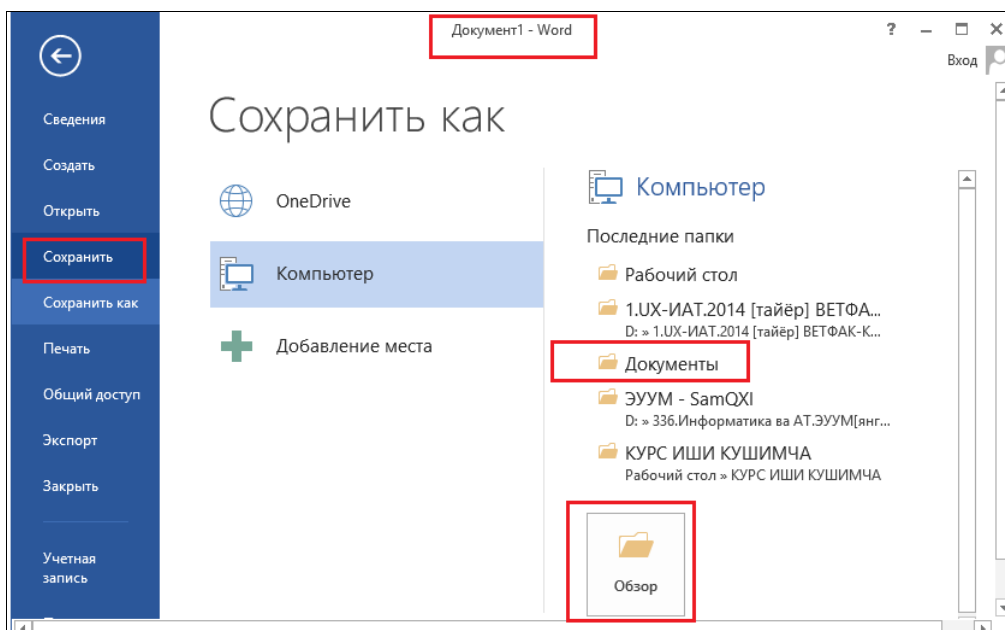 Документ1 - Word
?
Вход
Сведения
Создать
Открыть
Сохранить
Сохранить как
Печать
Общий доступ
Экспорт
Закрыть
Учетная
запись
Сохранить как
OneDrive
Компьютер
Добавление места
Компьютер
Последние папки
Рабочий стол
1.UX-ИАТ.2014 [тайёр] ВЕТФА...
D: » 1.UX-ИАТ.2014 [тайёр] ВЕТФАК-К...
Документы
ЭУУМ - SamQXI
D: » 336.Информатика ва АТ.ЭУУМ[янг...
КУРС ИШИ КУШИМЧА
Рабочий стол » КУРС ИШИ КУШИМЧА
Обзор